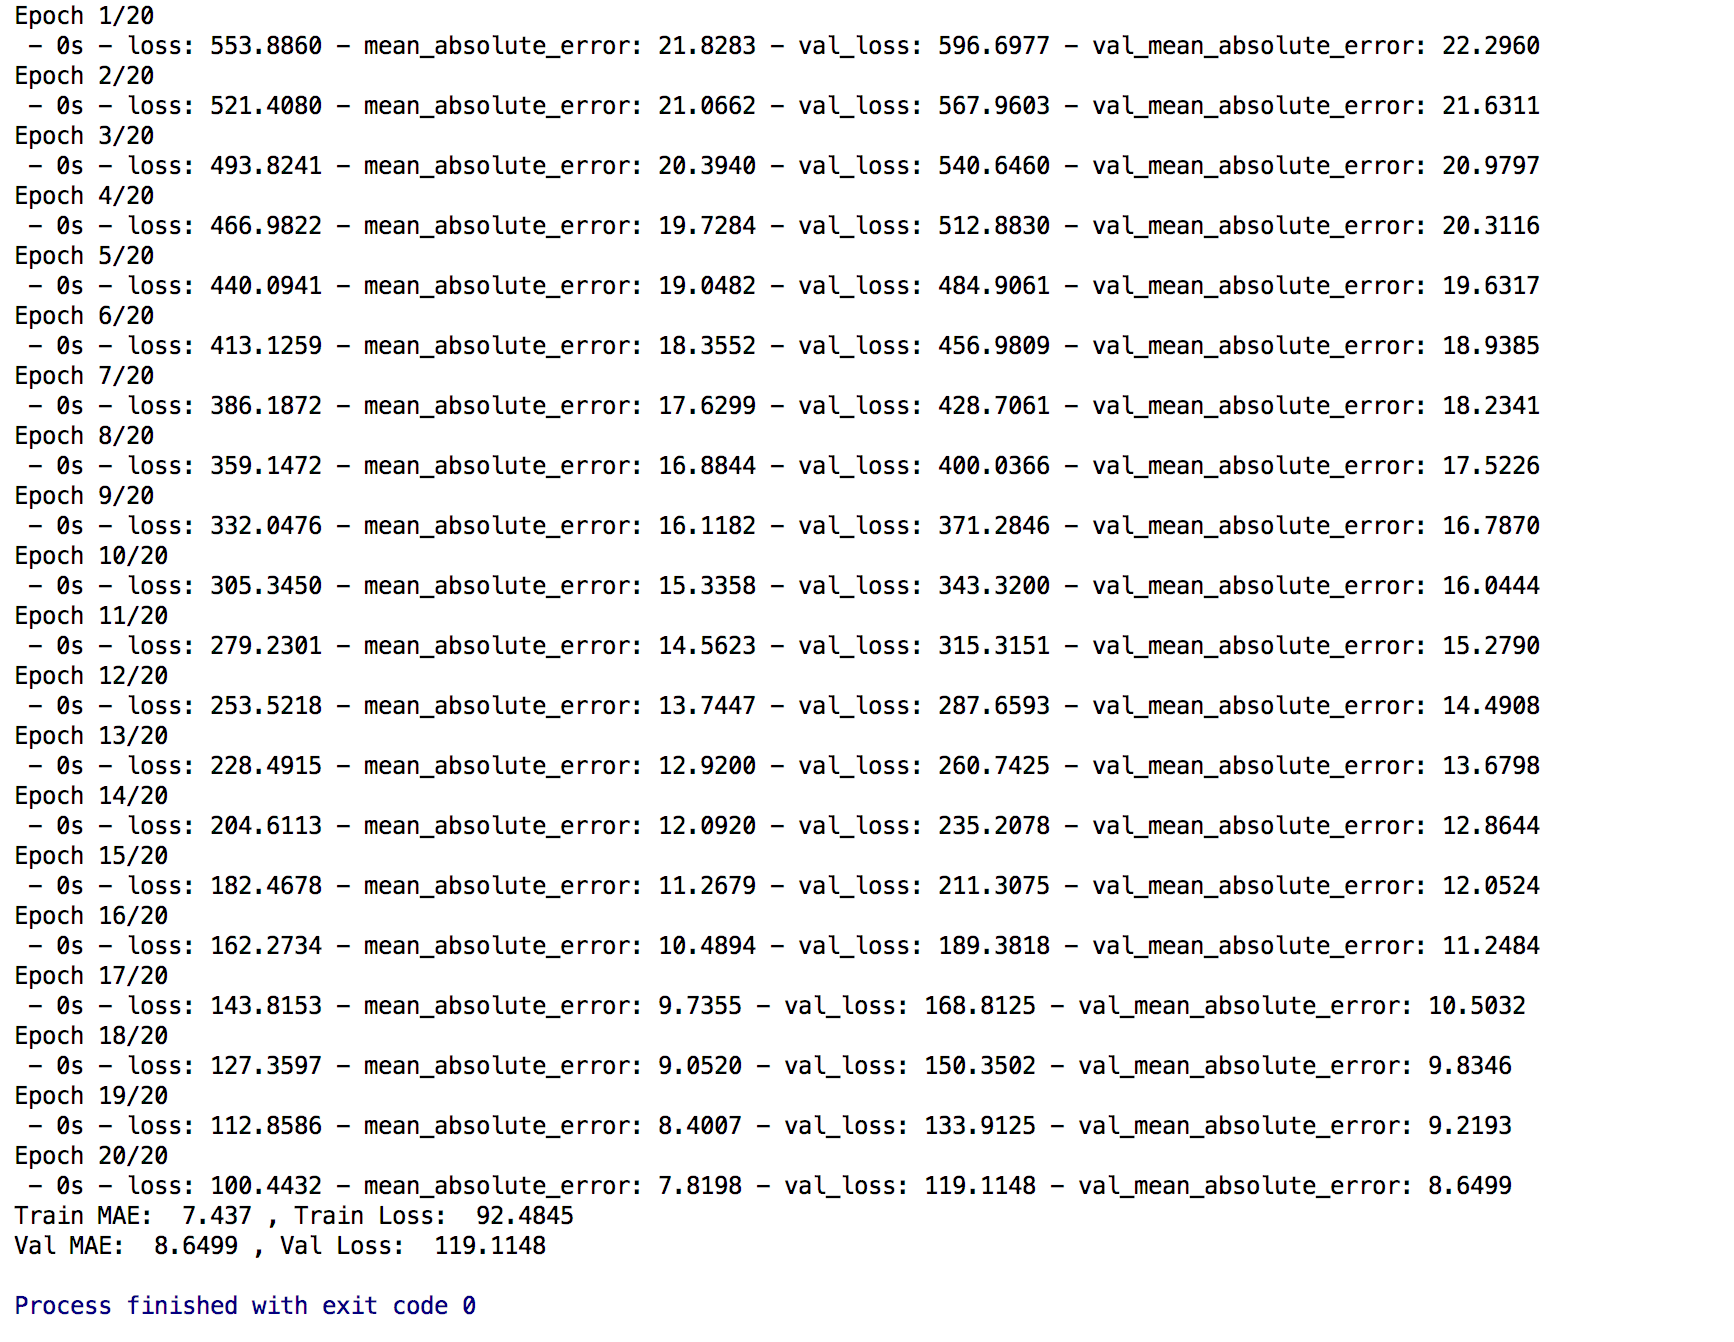 Epoch 1/20
 - 0s - loss: 553.8860 - mean_absolute_error: 21.8283 - val_loss: 596.6977 - val_mean_absolute_error: 22.2960
Epoch 2/20
 - 0s - loss: 521.4080 - mean_absolute_error: 21.0662 - val_loss: 567.9603 - val_mean_absolute_error: 21.6311
Epoch 3/20
 - 0s - loss: 493.8241 - mean_absolute_error: 20.3940 - val_loss: 540.6460 - val_mean_absolute_error: 20.9797
Epoch 4/20
 - 0s - loss: 466.9822 - mean_absolute_error: 19.7284 - val_loss: 512.8830 - val_mean_absolute_error: 20.3116
Epoch 5/20
 - 0s - loss: 440.0941 - mean_absolute_error: 19.0482 - val_loss: 484.9061 - val_mean_absolute_error: 19.6317
Epoch 6/20
 - 0s - loss: 413.1259 - mean_absolute_error: 18.3552 - val_loss: 456.9809 - val_mean_absolute_error: 18.9385
Epoch 7/20
 - 0s - loss: 386.1872 - mean_absolute_error: 17.6299 - val_loss: 428.7061 - val_mean_absolute_error: 18.2341
Epoch 8/20
 - 0s - loss: 359.1472 - mean_absolute_error: 16.8844 - val_loss: 400.0366 - val_mean_absolute_error: 17.5226
Epoch 9/20
 - 0s - loss: 332.0476 - mean_absolute_error: 16.1182 - val_loss: 371.2846 - val_mean_absolute_error: 16.7870
Epoch 10/20
 - 0s - loss: 305.3450 - mean_absolute_error: 15.3358 - val_loss: 343.3200 - val_mean_absolute_error: 16.0444
Epoch 11/20
 - 0s - loss: 279.2301 - mean_absolute_error: 14.5623 - val_loss: 315.3151 - val_mean_absolute_error: 15.2790
Epoch 12/20
 - 0s - loss: 253.5218 - mean_absolute_error: 13.7447 - val_loss: 287.6593 - val_mean_absolute_error: 14.4908
Epoch 13/20
 - 0s - loss: 228.4915 - mean_absolute_error: 12.9200 - val_loss: 260.7425 - val_mean_absolute_error: 13.6798
Epoch 14/20
 - 0s - loss: 204.6113 - mean_absolute_error: 12.0920 - val_loss: 235.2078 - val_mean_absolute_error: 12.8644
Epoch 15/20
 - 0s - loss: 182.4678 - mean_absolute_error: 11.2679 - val_loss: 211.3075 - val_mean_absolute_error: 12.0524
Epoch 16/20
 - 0s - loss: 162.2734 - mean_absolute_error: 10.4894 - val_loss: 189.3818 - val_mean_absolute_error: 11.2484
Epoch 17/20
 - 0s - loss: 143.8153 - mean_absolute_error: 9.7355 - val_loss: 168.8125 - val_mean_absolute_error: 10.5032
Epoch 18/20
 - 0s - loss: 127.3597 - mean_absolute_error: 9.0520 - val_loss: 150.3502 - val_mean_absolute_error: 9.8346
Epoch 19/20
 - 0s - loss: 112.8586 - mean_absolute_error: 8.4007 - val_loss: 133.9125 - val_mean_absolute_error: 9.2193
Epoch 20/20
 - 0s - loss: 100.4432 - mean_absolute_error: 7.8198 - val_loss: 119.1148 - val_mean_absolute_error: 8.6499
Train MAE:  7.437 , Train Loss:  92.4845
Val MAE:  8.6499 , Val Loss:  119.1148
Process finished with exit code 0